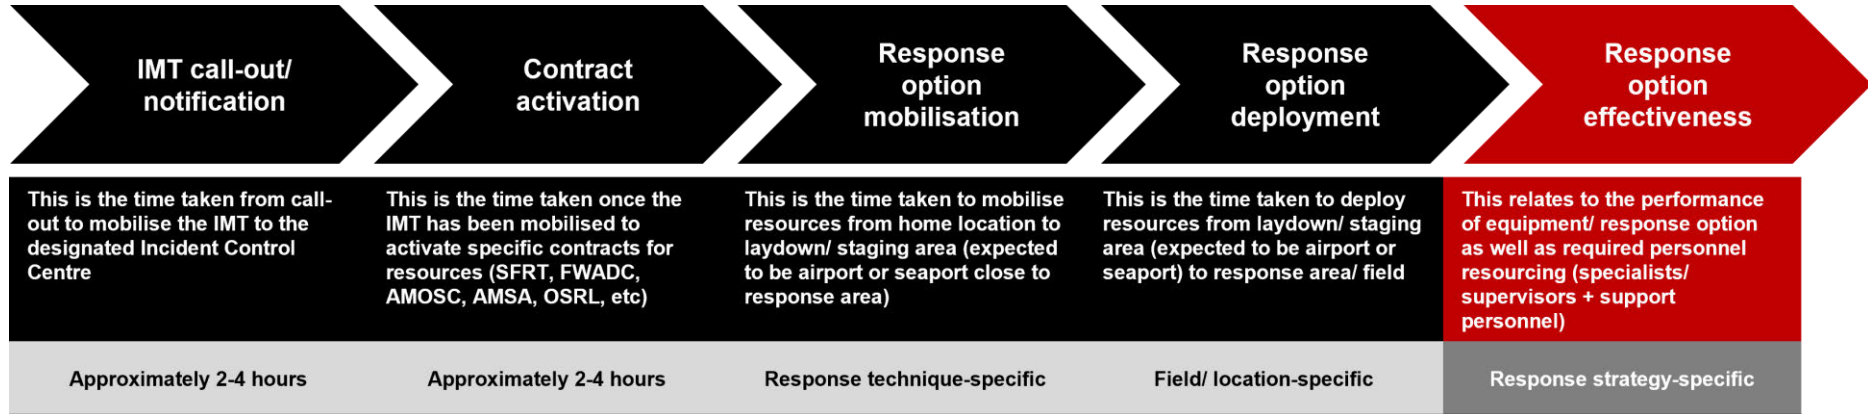 IMT call-out/
notification
Contract
activation
Response
option
mobilisation
Response
option
deployment
Response
option
effectiveness
This is the time taken from call-
out to mobilise the IMT to the
designated Incident Control
Centre
This is the time taken once the
IMT has been mobilised to
activate specific contracts for
resources (SFRT, FWADC,
AMOSC, AMSA, OSRL, etc)
This is the time taken to mobilise
resources from home location to
laydown/ staging area (expected
to be airport or seaport close to
response area)
This is the time taken to deploy
resources from laydown/ staging
area (expected to be airport or
seaport) to response area/ field
This relates to the performance
of equipment/ response option
as well as required personnel
resourcing (specialists/
supervisors + support
personnel)
Approximately 2-4 hours
Approximately 2-4 hours
Response technique-specific
Field/ location-specific
Response strategy-specific